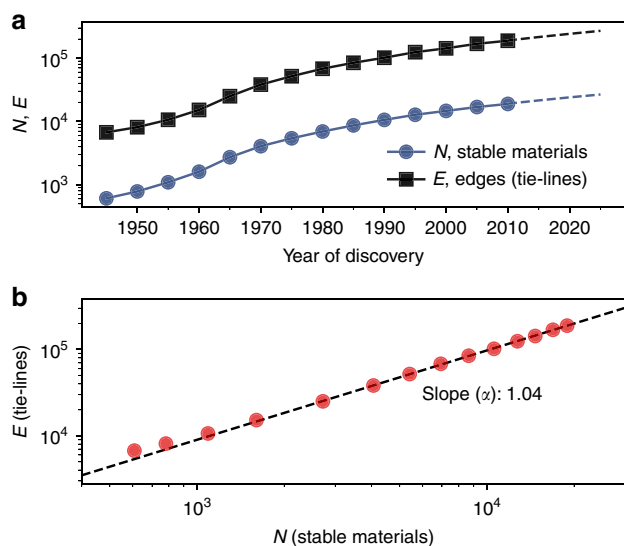 a
10^5
10^4
10^3
N, E
N, stable materials
E, edges (tie-lines)
1950 1960 1970 1980 1990 2000 2010 2020
Year of discovery
b
10^5
10^4
E (tie-lines)
Slope (α): 1.04
10^3 10^4
N (stable materials)